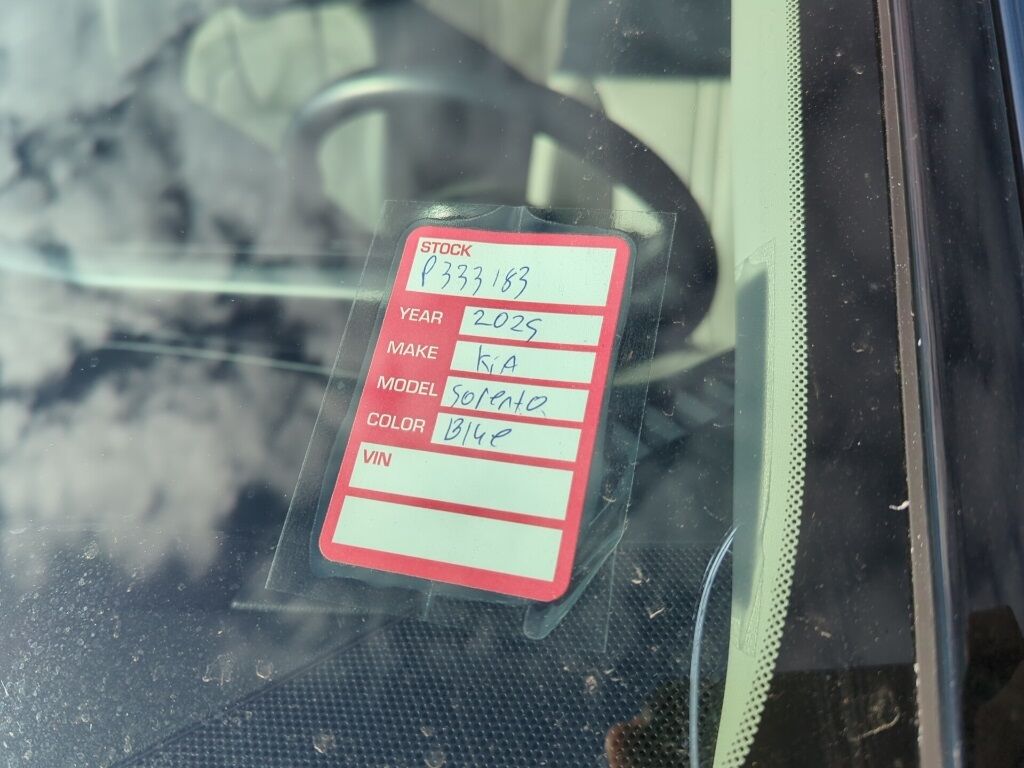 STOCK
P333183
YEAR 2025
MAKE KiA
MODEL Sorento
COLOR Blue
VIN